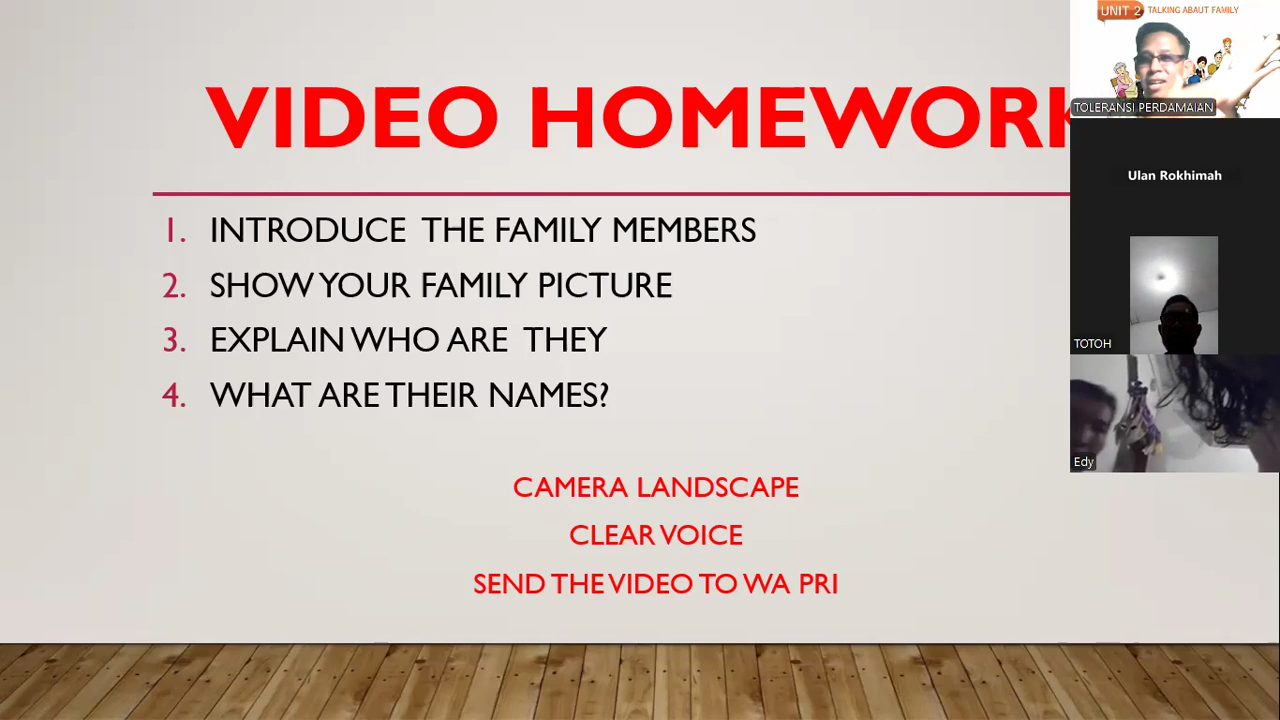 VIDEO HOMEWORK
1. INTRODUCE THE FAMILY MEMBERS
2. SHOW YOUR FAMILY PICTURE
3. EXPLAIN WHO ARE THEY
4. WHAT ARE THEIR NAMES?
CAMERA LANDSCAPE
CLEAR VOICE
SEND THE VIDEO TO WA PRI
UNIT 2 TALKING ABAUT FAMILY
TOLERANSI PERDAMAIAN
Ulan Rokhimah
TOTOH
Edy